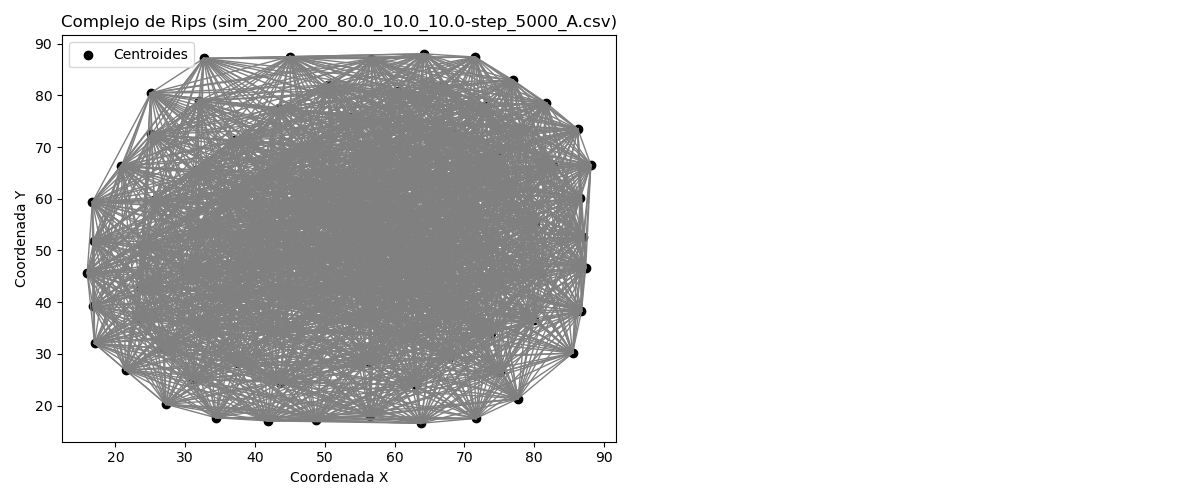 Complejo de Rips (sim_200_200_80.0_10.0_10.0-step_5000_A.csv)
Centroides
Coordenada Y
90
80
70
60
50
40
30
20
20 30 40 50 60 70 80 90
Coordenada X